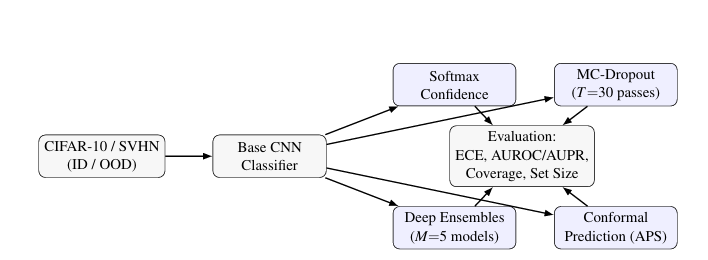 Softmax
Confidence
MC-Dropout
(T=30 passes)
CIFAR-10 / SVHN
(ID / OOD)
Base CNN
Classifier
Evaluation:
ECE, AUROC/AUPR,
Coverage, Set Size
Deep Ensembles
(M=5 models)
Conformal
Prediction (APS)